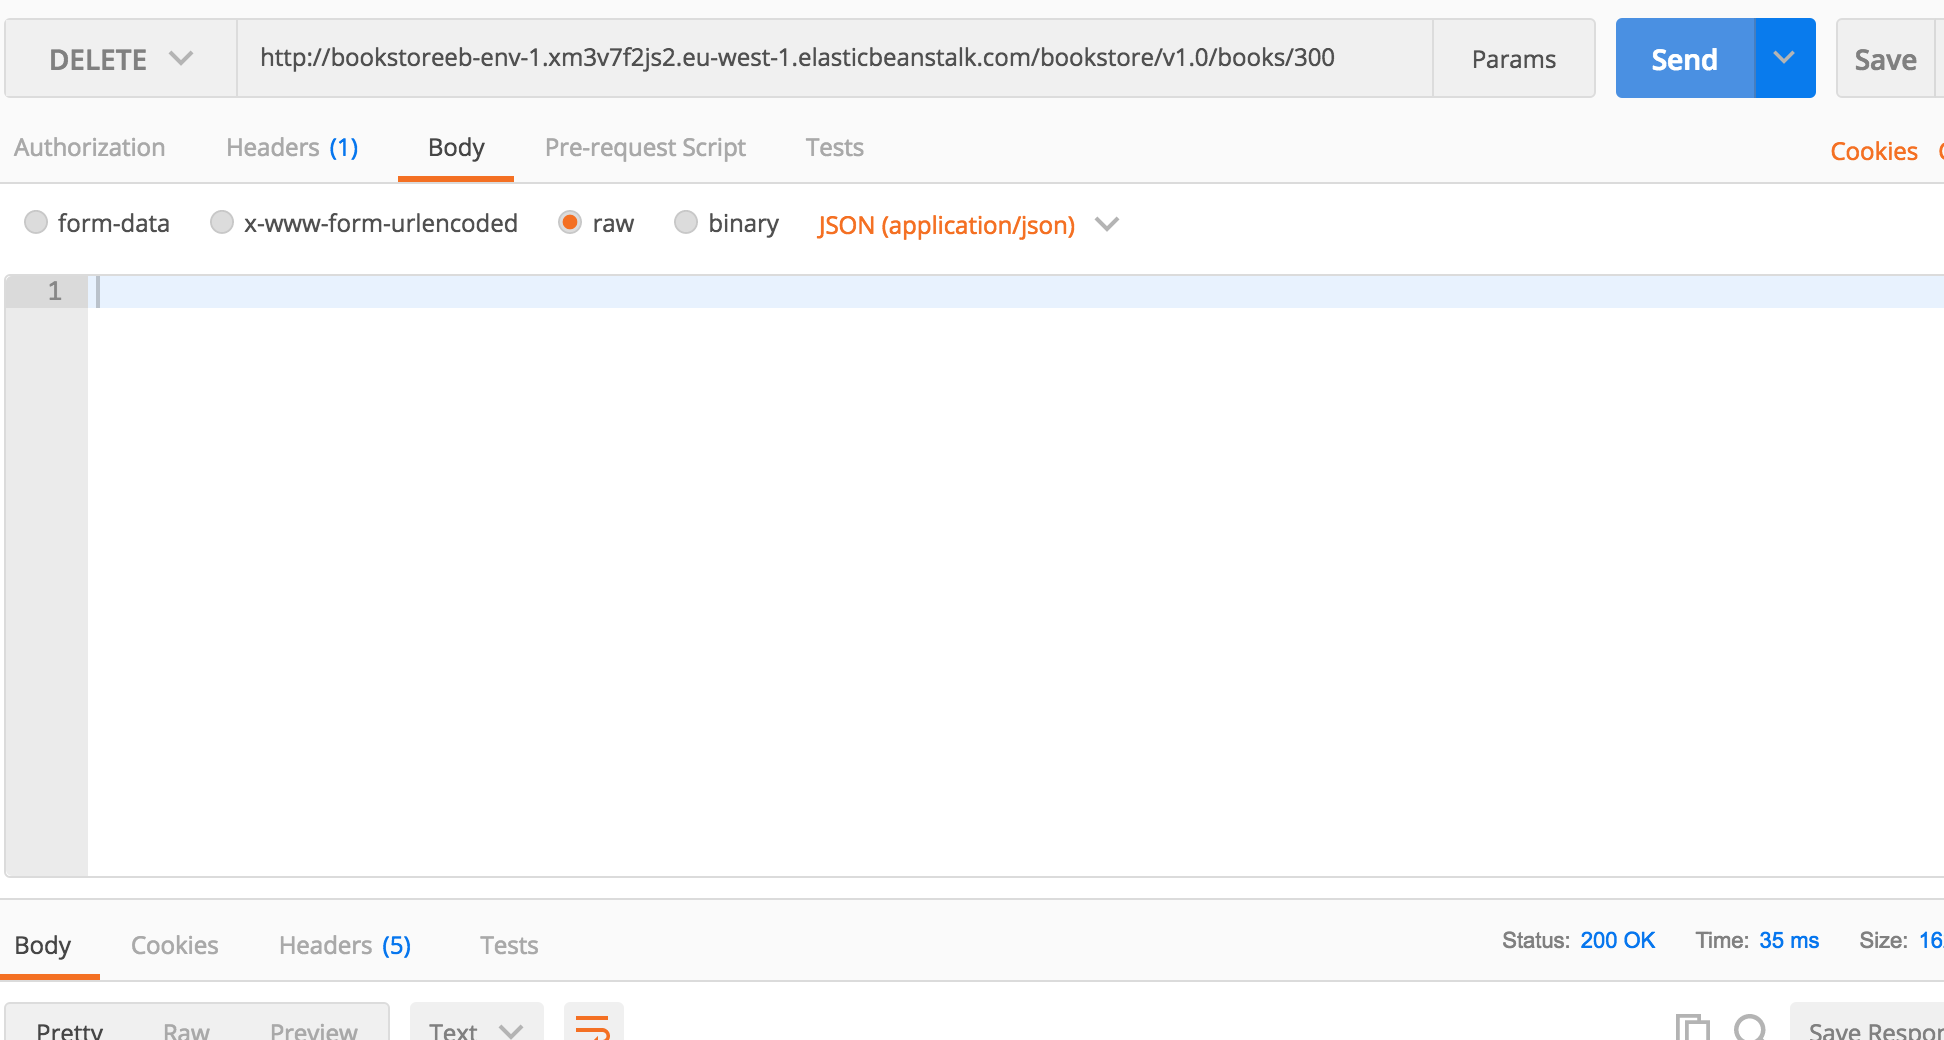 DELETE http://bookstoreeb-env-1.xm3v7f2js2.eu-west-1.elasticbeanstalk.com/bookstore/v1.0/books/300 Params Send Save
Authorization Headers (1) Body Pre-request Script Tests Cookies
form-data x-www-form-urlencoded raw binary JSON (application/json)
1
Body Cookies Headers (5) Tests Status: 200 OK Time: 35 ms Size: 16
Pretty Raw Preview Text Save Respon